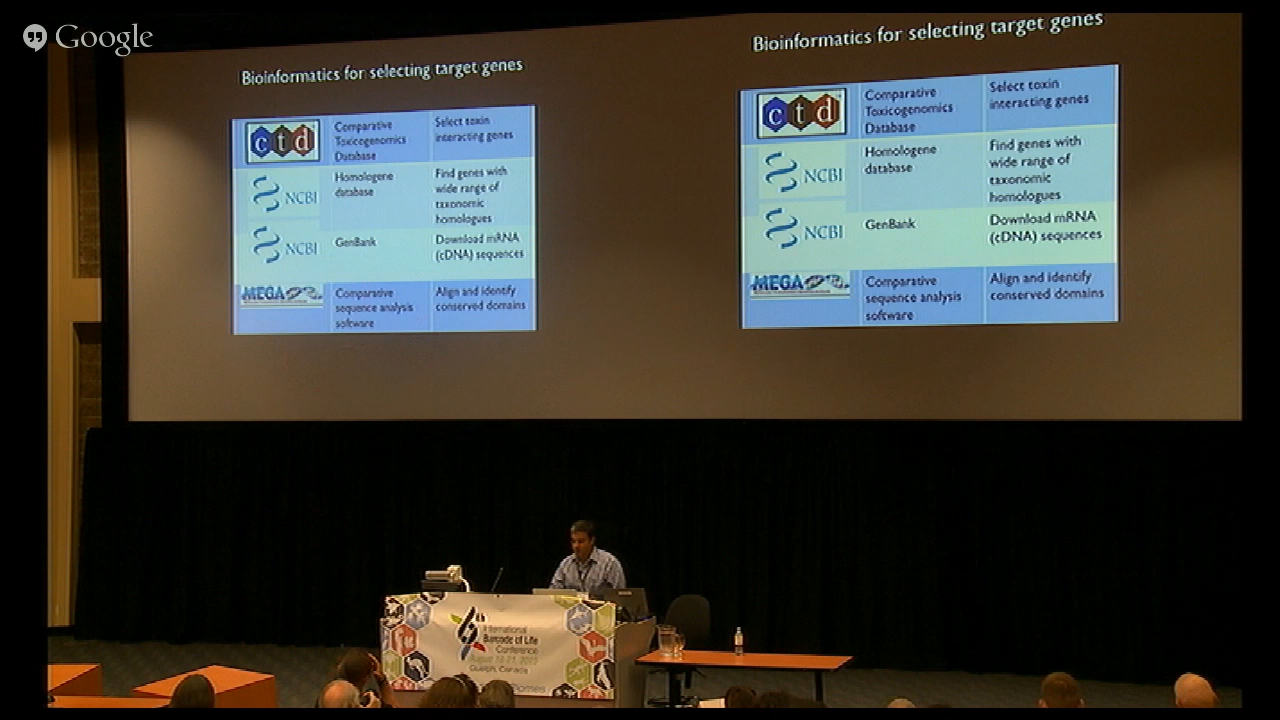 Google
Bioinformatics for selecting target genes
ctd
Comparative
Toxicogenomics
Database
Select toxin
interacting genes
NCBI
Homologene
database
Find genes with
wide range of
taxonomic
homologues
NCBI
GenBank
Download mRNA
(cDNA) sequences
MEGA
Comparative
sequence analysis
software
Align and identify
conserved domains
Bioinformatics for selecting target genes
ctd
Comparative
Toxicogenomics
Database
Select toxin
interacting genes
NCBI
Homologene
database
Find genes with
wide range of
taxonomic
homologues
NCBI
GenBank
Download mRNA
(cDNA) sequences
MEGA
Comparative
sequence analysis
software
Align and identify
conserved domains
International
Barcode of Life
Conference
Guelph, Canada